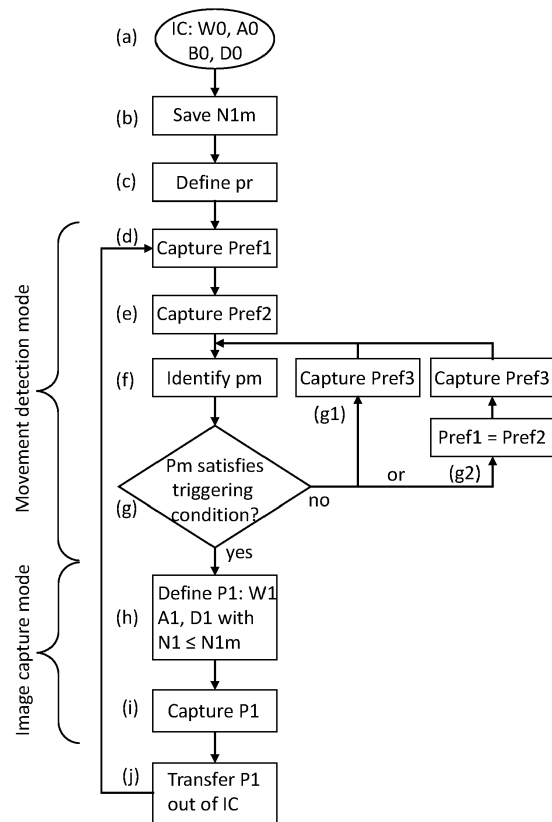 (a)
IC: W0, A0
B0, D0
(b)
Save N1m
(c)
Define pr
(d)
Capture Pref1
(e)
Capture Pref2
(f)
Identify pm
Capture Pref3
Capture Pref3
(g1)
Pref1 = Pref2
(g)
Pm satisfies
triggering
condition?
no
or
(g2)
yes
(h)
Define P1: W1
A1, D1 with
N1 ≤ N1m
(i)
Capture P1
(j)
Transfer P1
out of IC
Movement detection mode
Image capture mode